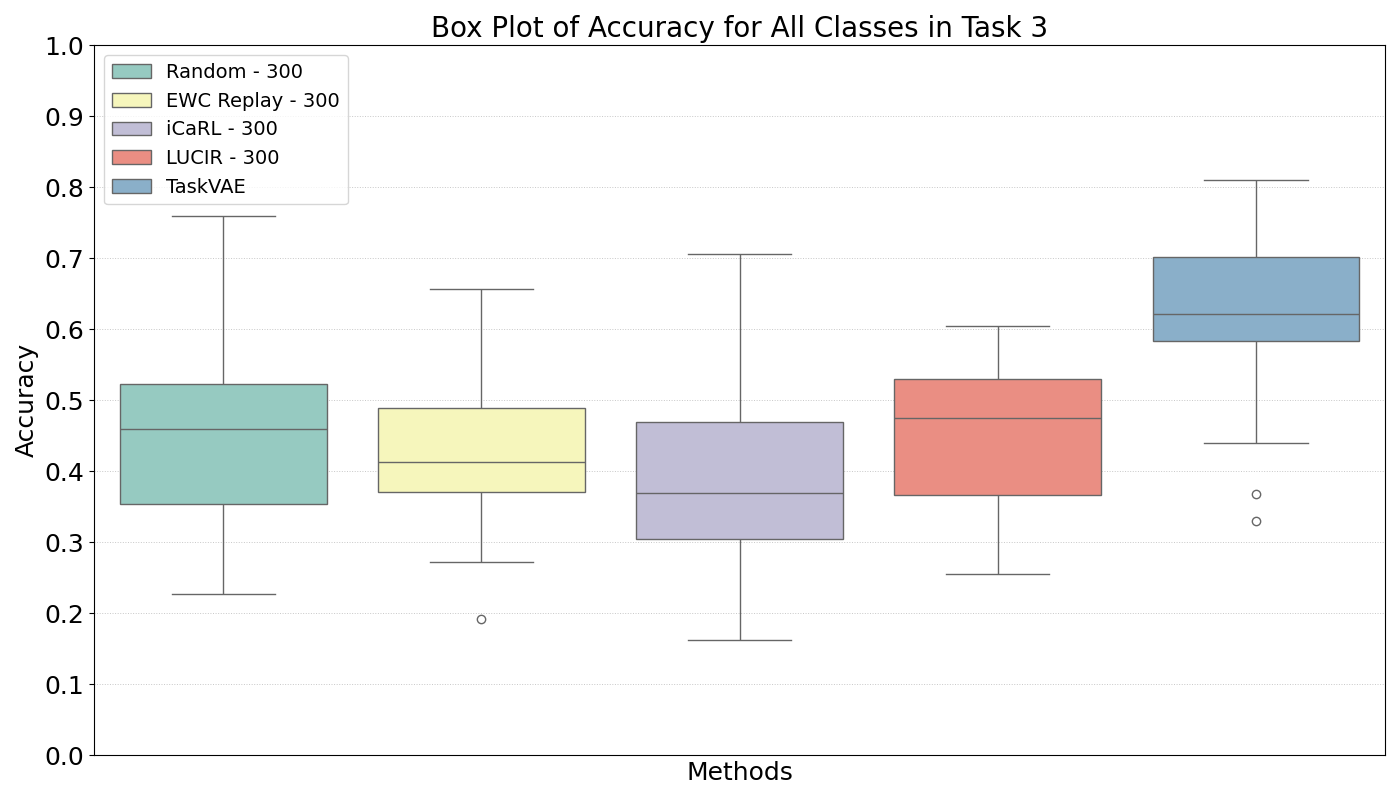 Box Plot of Accuracy for All Classes in Task 3
1.0
0.9
0.8
0.7
0.6
0.5
0.4
0.3
0.2
0.1
0.0
Accuracy
Random - 300
EWC Replay - 300
iCaRL - 300
LUCIR - 300
TaskVAE
Methods